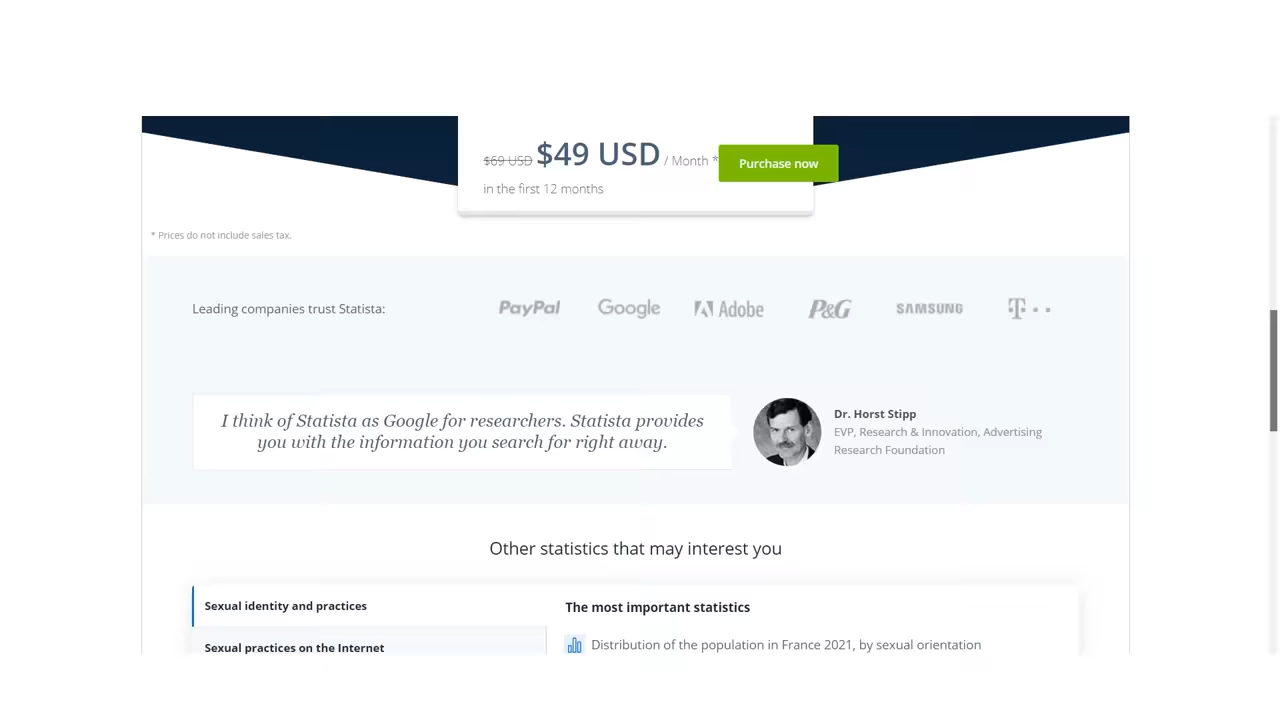 $69 USD $49 USD / Month *
in the first 12 months
Purchase now
* Prices do not include sales tax.
Leading companies trust Statista:
PayPal Google Adobe P&G SAMSUNG T
I think of Statista as Google for researchers. Statista provides
you with the information you search for right away.
Dr. Horst Stipp
EVP, Research & Innovation, Advertising
Research Foundation
Other statistics that may interest you
Sexual identity and practices
Sexual practices on the Internet
The most important statistics
Distribution of the population in France 2021, by sexual orientation